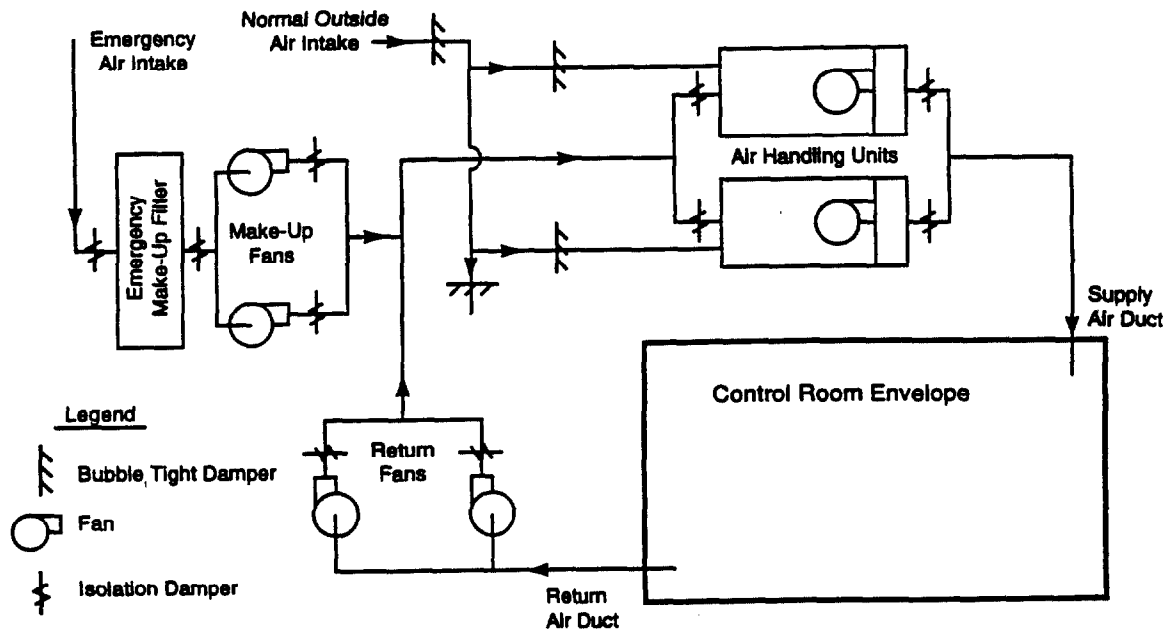 Normal Outside
Air Intake
Emergency
Air Intake
Emergency
Make-Up Filter
Make-Up
Fans
Air Handling Units
Supply
Air Duct
Control Room Envelope
Legend
Return
Fans
Bubble Tight Damper
Fan
Isolation Damper
Return
Air Duct